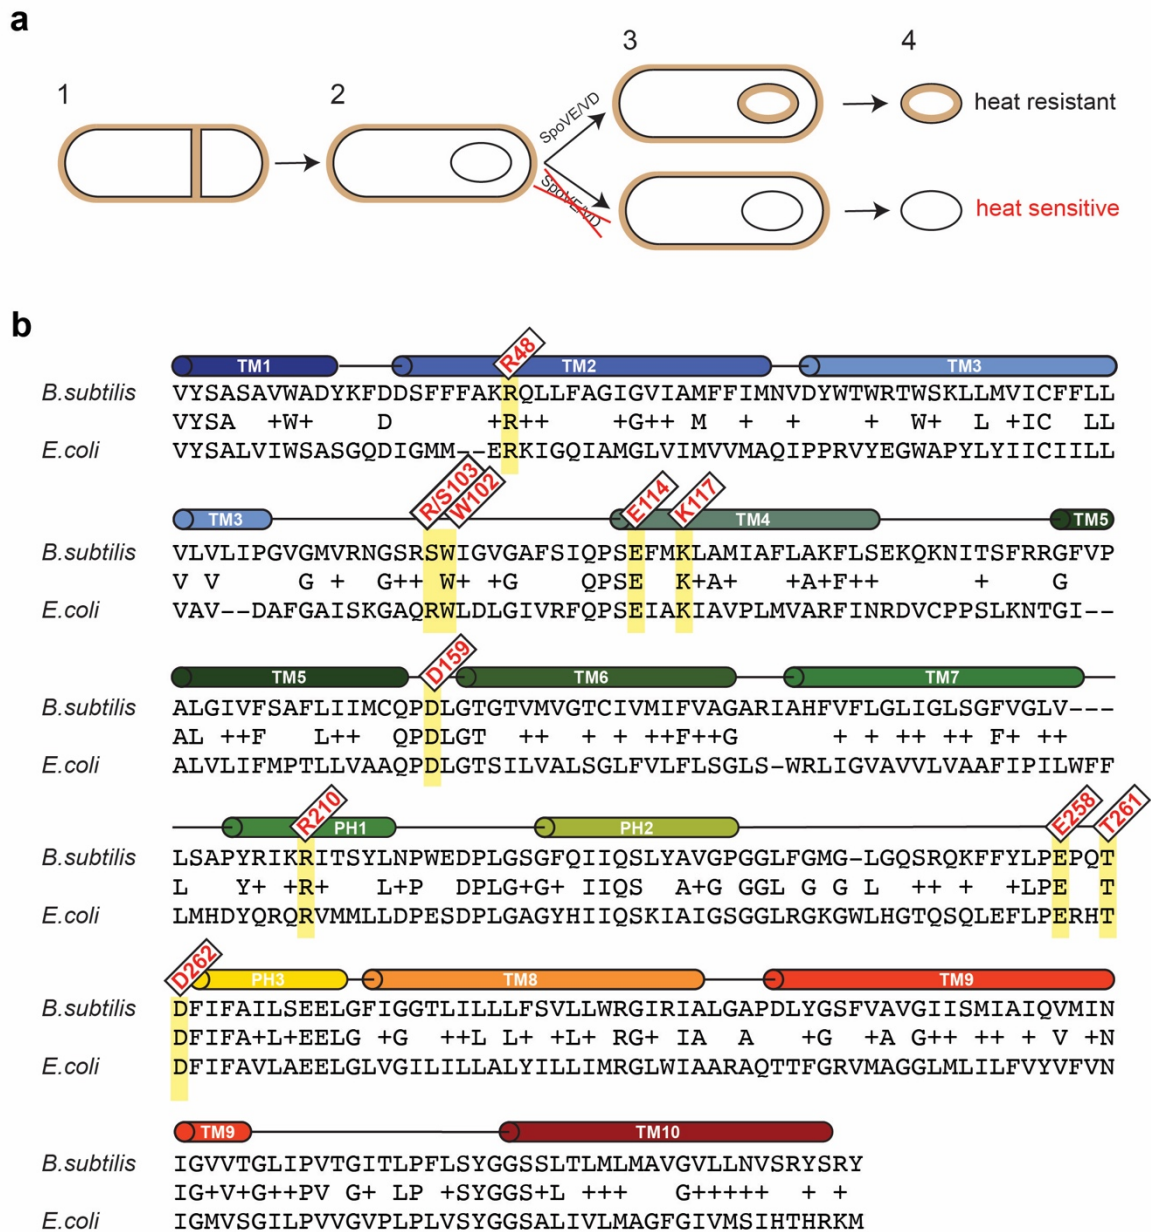 a
1
2
3
4
SpoVE/VD
heat resistant
SpoVE/VD
heat sensitive
b
R48
TM1 TM2 TM3
B.subtilis VYSASAVWADYKFDDSFFFAKRQLLFAGIGVIAMFFIMNVDYWTWRTWSKLLMVICFFLL
VYSA +W+ D +R++ +G++ M + + + W+ L +IC LL
E.coli VYSALVIWSASGQDIGMM--ERKIGQIAMGLVIMVVMAQIPPRVYEGWAPYLYIICIILL
R/S103 W102 E114 K117
TM3 TM4 TM5
B.subtilis VLVLIPGVGMVRNGSRSWIGVGAFSIQPSEFMKLAMIAFLAKFLSEKQKNITSFRRGFVP
V V G + G++ W+ +G QPSE K+A+ +A+F++ + G
E.coli VAV--DAFGAISKGAQRWLDLGIVRFQPSEIAKIAVPLMVARFINRDVCPPSLKNTGI--
D159
TM5 TM6 TM7
B.subtilis ALGIVFSAFLIIMCQPDLGTGTVMVGTCIVMIFVAGARIAHFVFLGLIGLSGFVGLV---
AL ++F L++ QPDLGT ++ + ++F++G + + ++ ++ F+ ++
E.coli ALVLIFMPTLLVAAQPDLGTSILVALSGLFVLFLSGLS-WRLIGVAVVLVAAFIPILWFF
R210 E258 T261
PH1 PH2
B.subtilis LSAPYRIKRITSYLNPWEDPLGSGFQIIQSLYAVGPGGLFGMG-LGQSRQKFFYLPEPQT
L Y+ +R+ L+P DPLG+G+ IIQS A+G GGL G G L ++ + +LPE T
E.coli LMHDYQRQRVMMLLDPESDPLGAGYHIIQSKIAIGSGGLRGKGWLHGTQSQLEFLPERHT
D262
PH3 TM8 TM9
B.subtilis DFIFAILSEELGFIGGTLILLLFSVLLWRGIRIALGAPDLYGSFVAVGIISMIAIQVMIN
DFIFA+L+EELG +G ++L L+ +L+ RG+ IA A +G +A G++ ++ + V +N
E.coli DFIFAVLAEELGLVGILILLALYILLIMRGLWIAARAQTTFGRVMAGGLMLILFVYVFVN
TM9 TM10
B.subtilis IGVVTGLIPVTGITLPFLSYGGSSLTLMLMAVGVLLNVSRYSRY
IG+V+G++PV G+ LP +SYGGS+L +++ G+++++ + +
E.coli IGMVSGILPVVGVPLPLVSYGGSALIVLMAGFGIVMSIHTHRKM